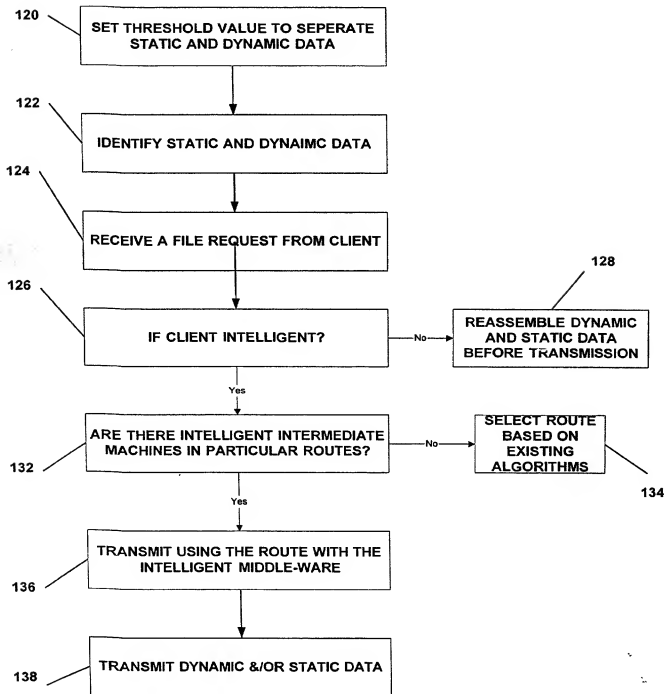 120
SET THRESHOLD VALUE TO SEPERATE
STATIC AND DYNAMIC DATA
122
IDENTIFY STATIC AND DYNAIMC DATA
124
RECEIVE A FILE REQUEST FROM CLIENT
126
IF CLIENT INTELLIGENT?
No
128
REASSEMBLE DYNAMIC
AND STATIC DATA
BEFORE TRANSMISSION
Yes
132
ARE THERE INTELLIGENT INTERMEDIATE
MACHINES IN PARTICULAR ROUTES?
No
SELECT ROUTE
BASED ON
EXISTING
ALGORITHMS
134
Yes
136
TRANSMIT USING THE ROUTE WITH THE
INTELLIGENT MIDDLE-WARE
138
TRANSMIT DYNAMIC &/OR STATIC DATA